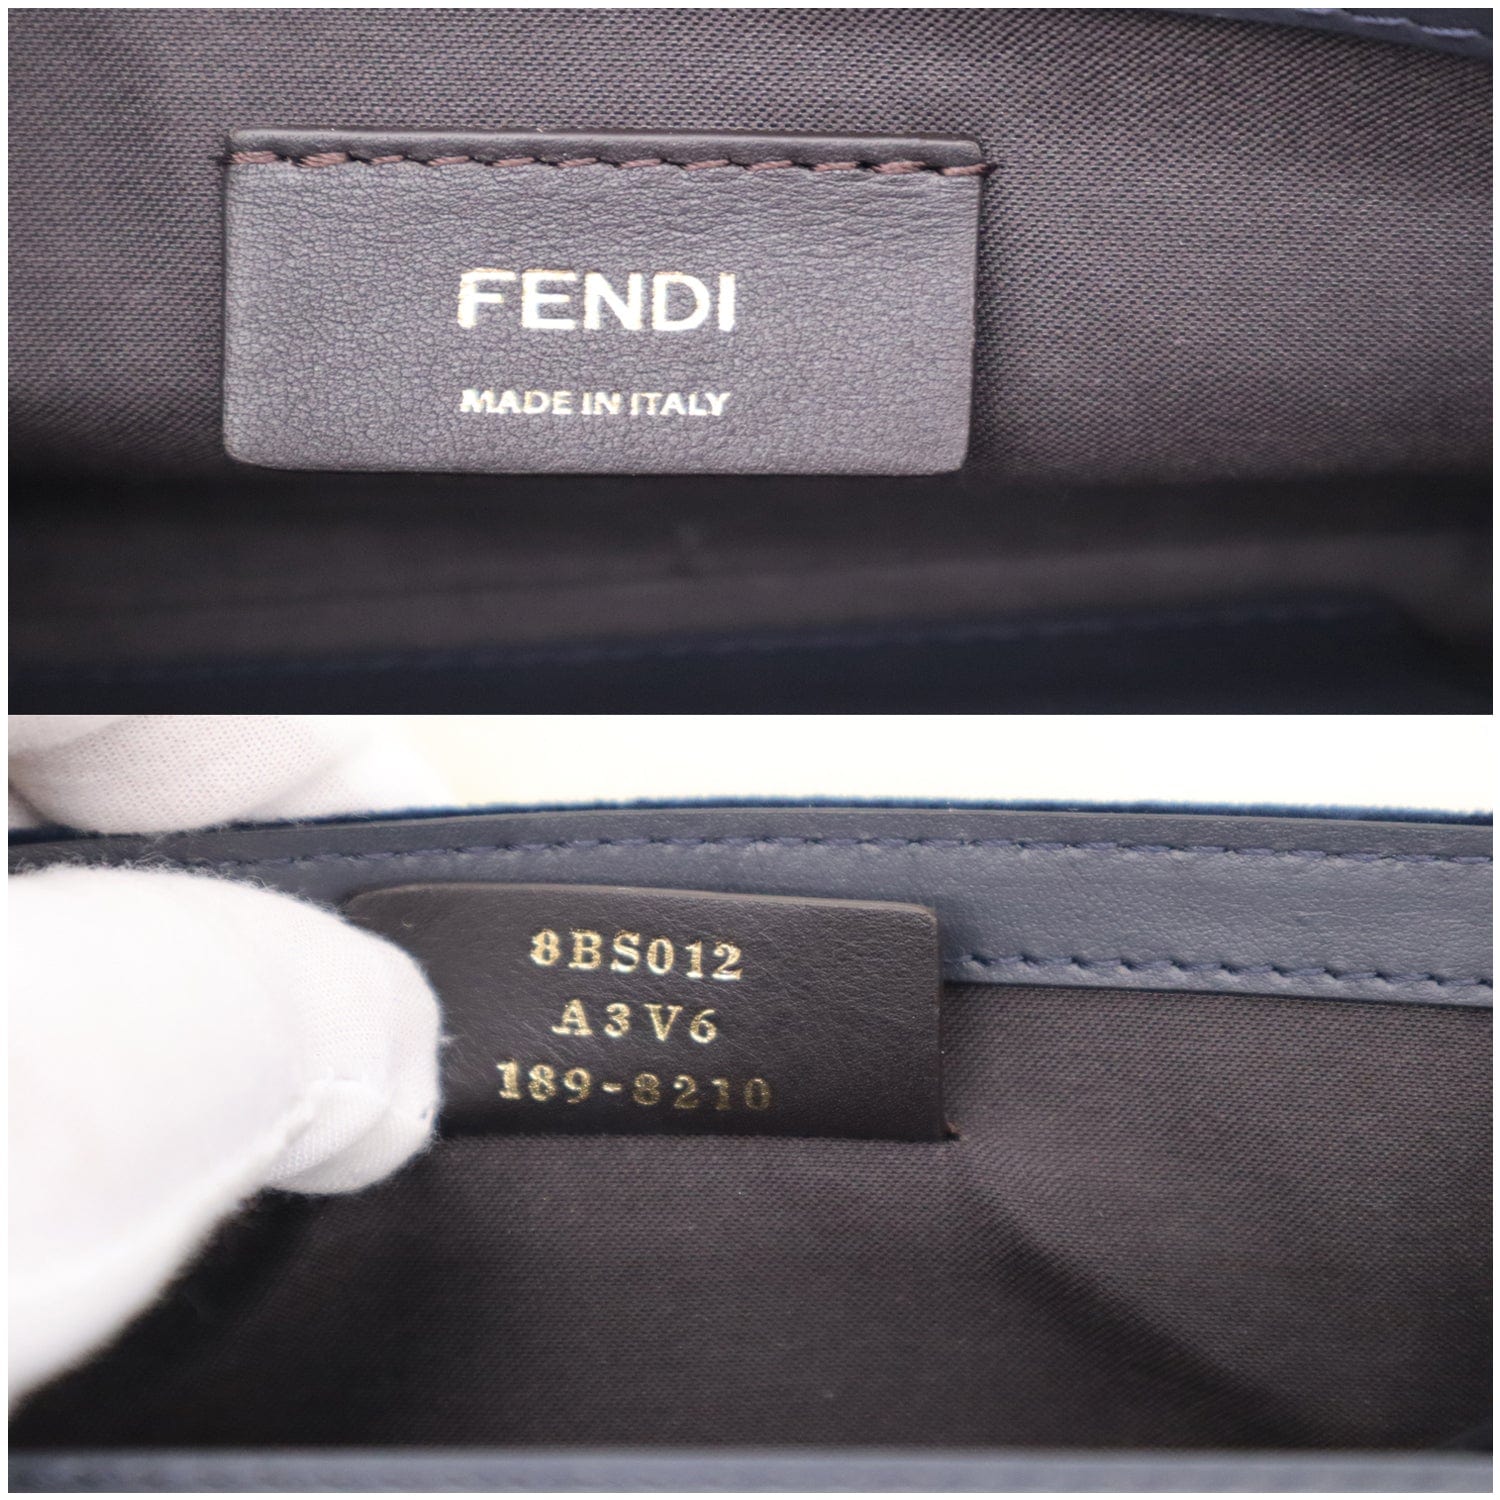 FENDI
MADE IN ITALY
8BS012
A3V6
189-8210